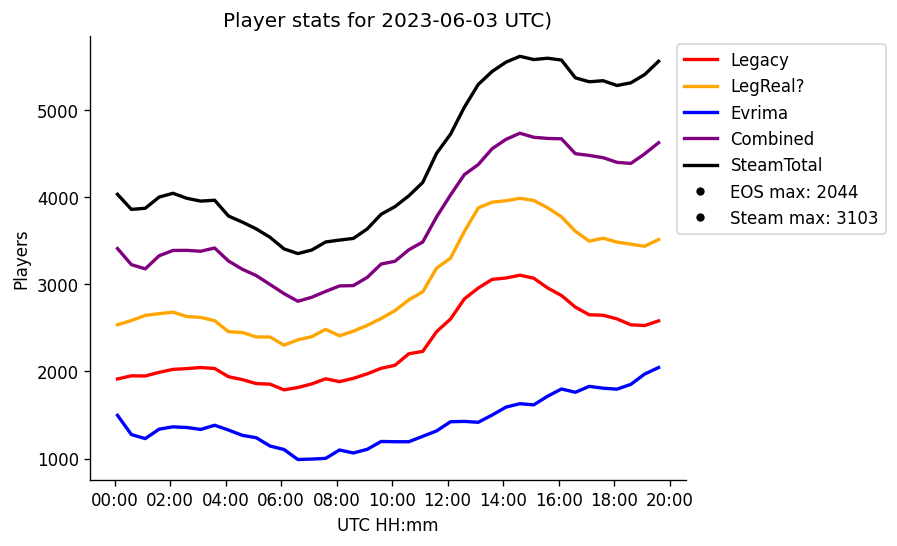 Player stats for 2023-06-03 UTC)
Legacy
LegReal?
Evrima
Combined
SteamTotal
EOS max: 2044
Steam max: 3103
Players
5000
4000
3000
2000
1000
00:00 02:00 04:00 06:00 08:00 10:00 12:00 14:00 16:00 18:00 20:00
UTC HH:mm